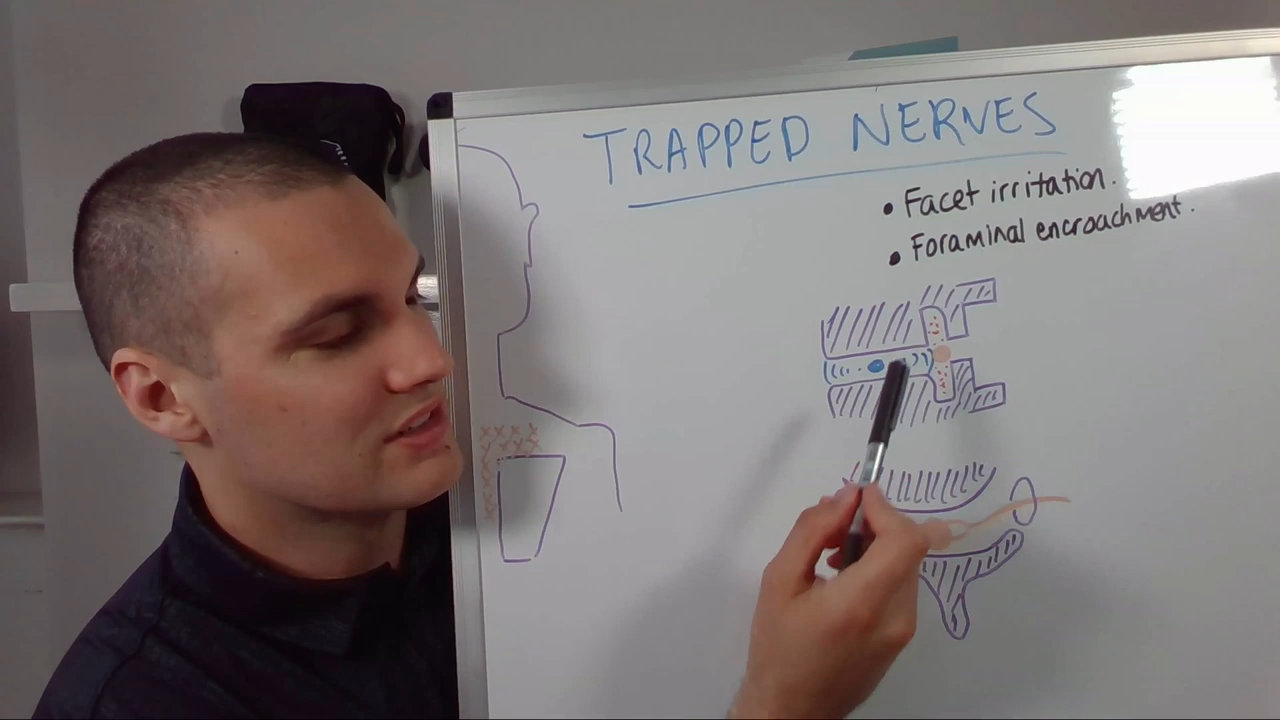 TRAPPED NERVES
• Facet irritation.
• Foraminal encroachment.